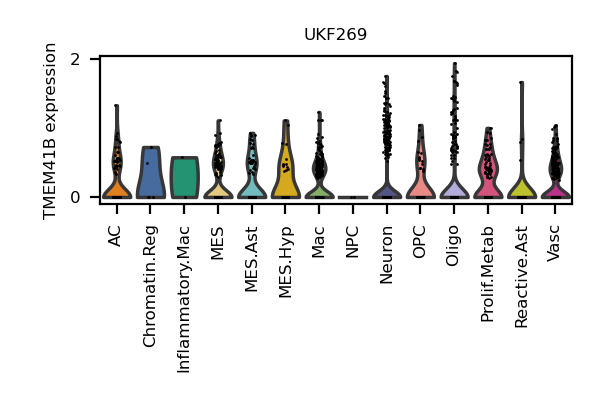 UKF269
TMEM41B expression
2
0
AC
Chromatin.Reg
Inflammatory.Mac
MES
MES.Ast
MES.Hyp
Mac
NPC
Neuron
OPC
Oligo
Prolif.Metab
Reactive.Ast
Vasc